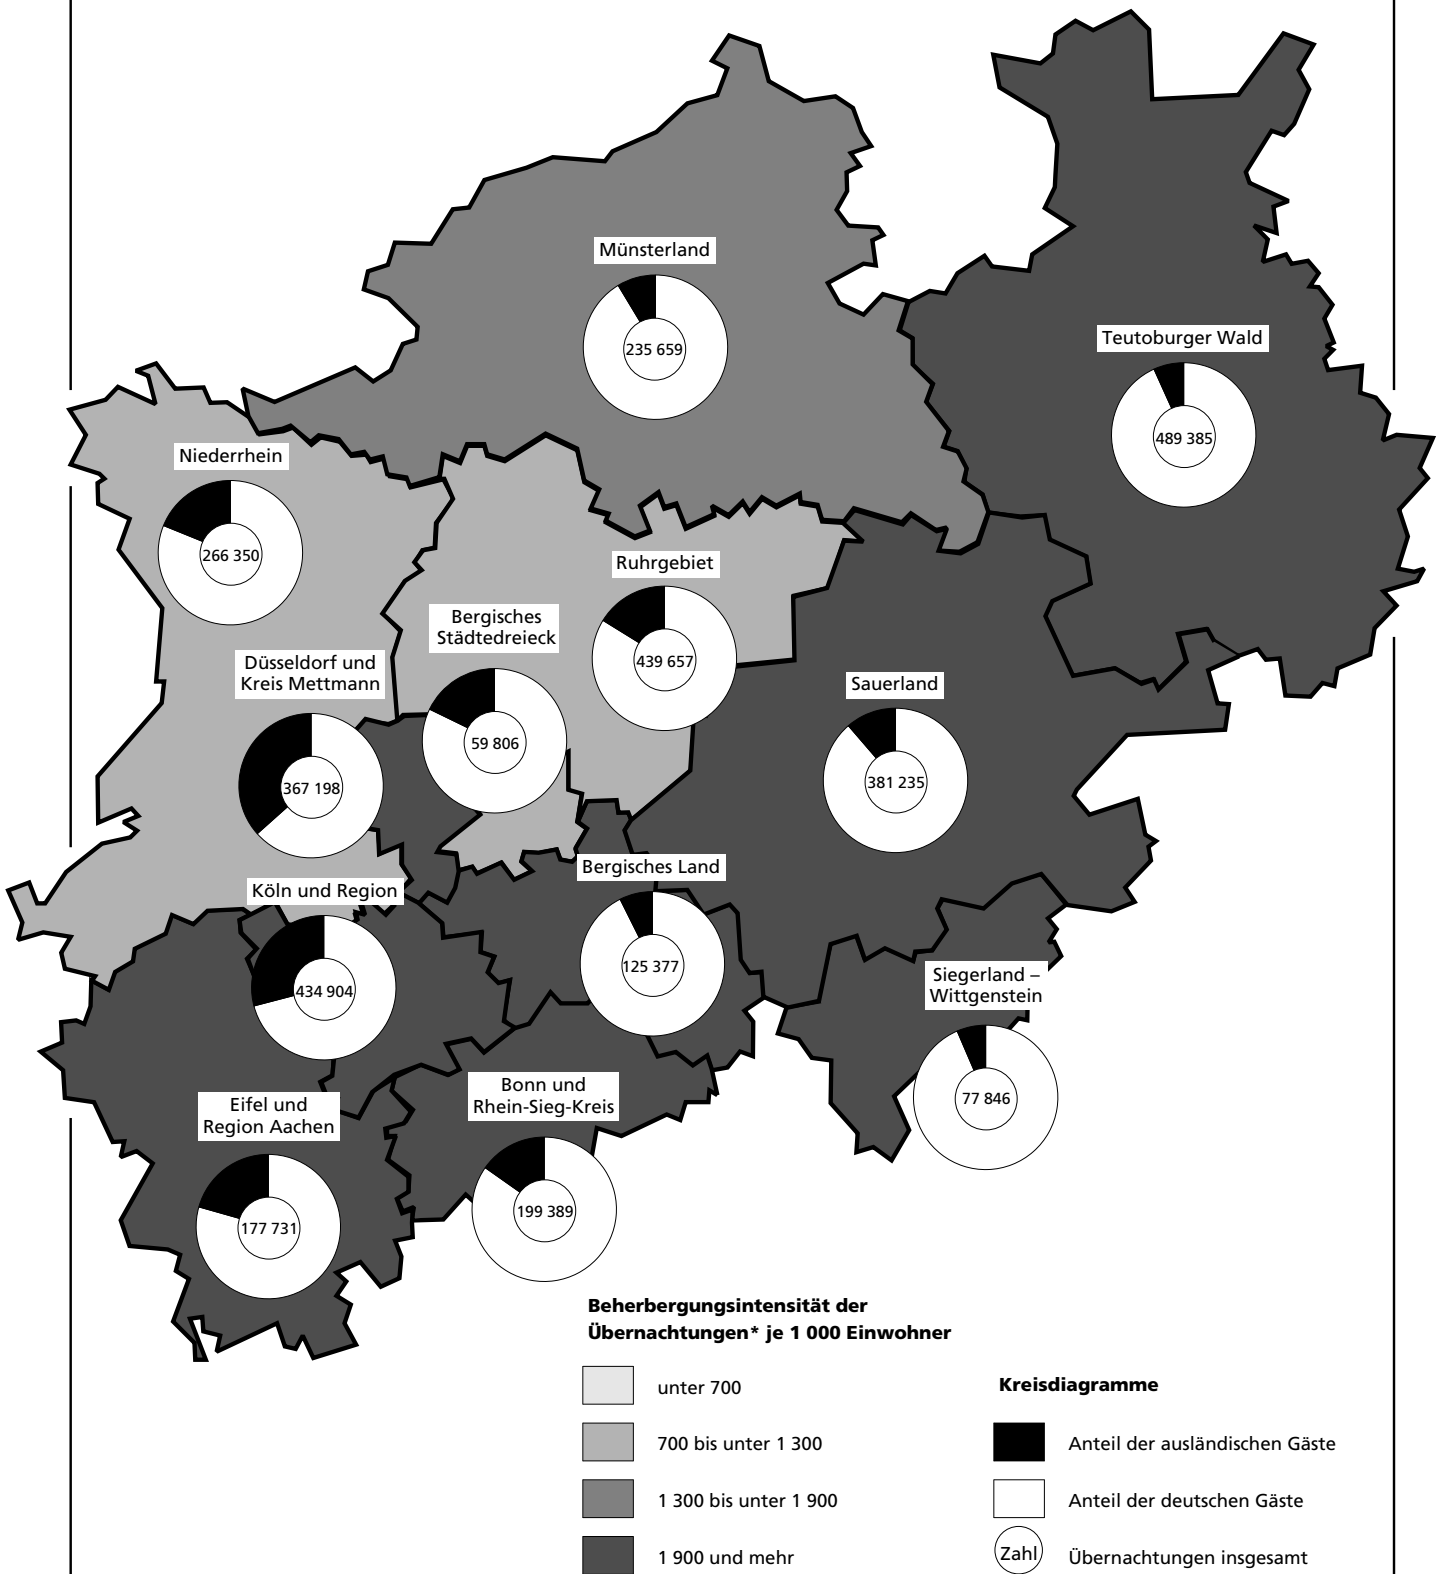 Münsterland
235 659
Teutoburger Wald
489 385
Niederrhein
266 350
Ruhrgebiet
439 657
Bergisches
Städtedreieck
59 806
Düsseldorf und
Kreis Mettmann
367 198
Sauerland
381 235
Bergisches Land
125 377
Köln und Region
434 904
Siegerland –
Wittgenstein
77 846
Bonn und
Rhein-Sieg-Kreis
199 389
Eifel und
Region Aachen
177 731
Beherbergungsintensität der
Übernachtungen* je 1 000 Einwohner
unter 700
700 bis unter 1 300
1 300 bis unter 1 900
1 900 und mehr
Kreisdiagramme
Anteil der ausländischen Gäste
Anteil der deutschen Gäste
Zahl Übernachtungen insgesamt